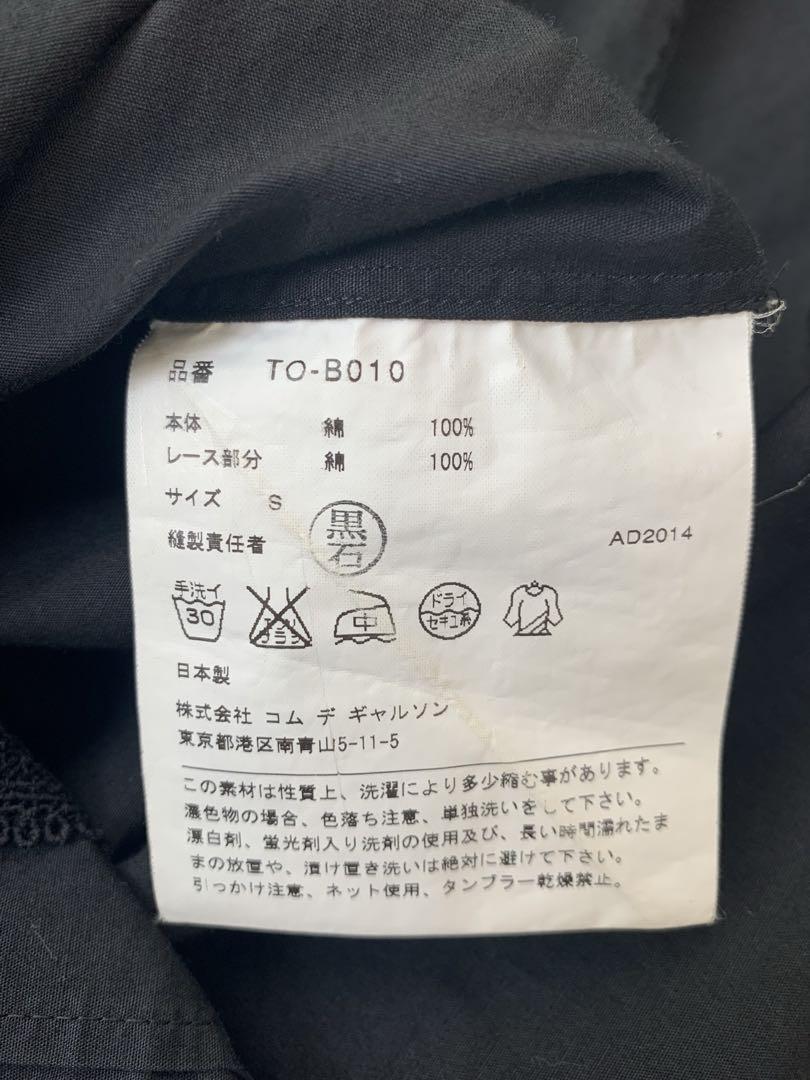 品番 TO-B010
本体 綿 100%
レース部分 綿 100%
サイズ S
縫製責任者 黒石 AD2014
手洗イ 30 エンソサラシ 中 ドライ セキユ系
日本製
株式会社 コム デ ギャルソン
東京都港区南青山5-11-5
この素材は性質上、洗濯により多少縮む事があります。
濃色物の場合、色落ち注意、単独洗いをして下さい。
漂白剤、蛍光剤入り洗剤の使用及び、長い時間濡れたま
まの放置や、漬け置き洗いは絶対に避けて下さい。
引っかけ注意、ネット使用、タンブラー乾燥禁止。